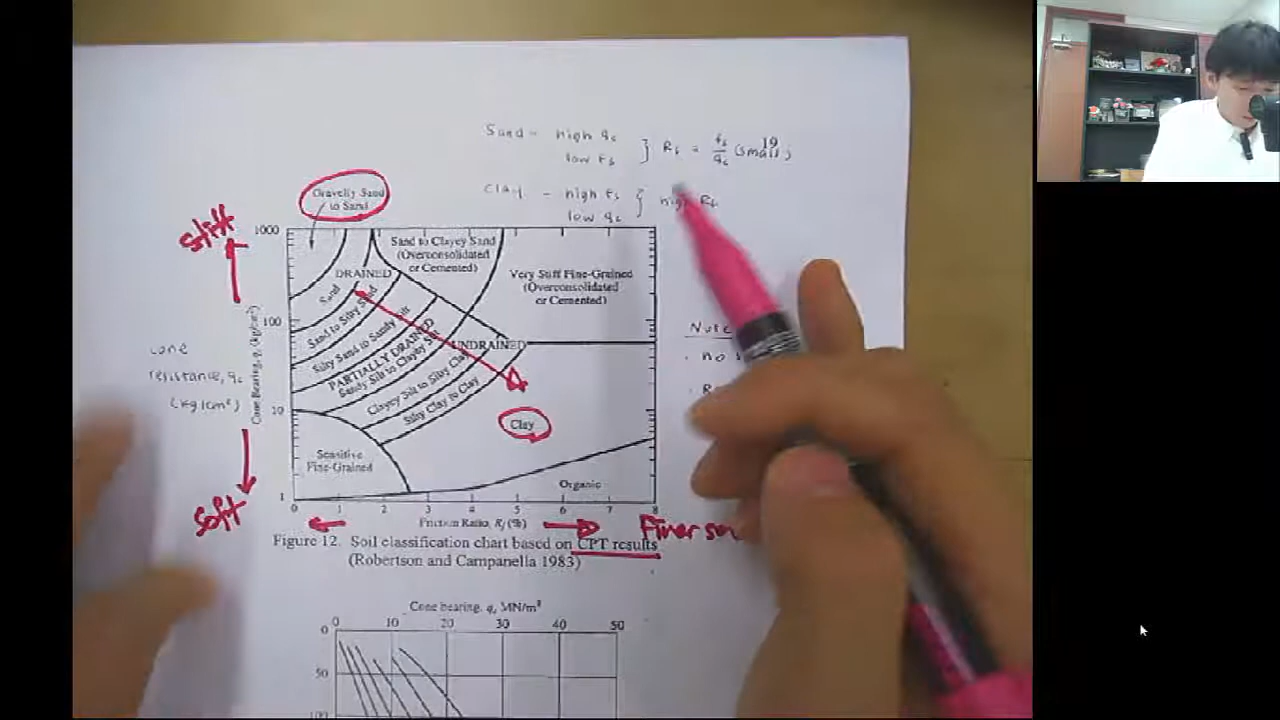 19
Sand - high qc
low fs } Rf = fs/qc (small)
Clay - high fs
low qc } high Rf
Gravelly Sand
to Sand
stiff
1000
100
10
1
Sand to Clayey Sand
(Overconsolidated
or Cemented)
Very Stiff Fine-Grained
(Overconsolidated
or Cemented)
DRAINED
Sand
Sand to Silty Sand
Silty Sand to Sandy Silt
PARTIALLY DRAINED
Sandy Silt to Clayey Silt
UNDRAINED
Clayey Silt to Silty Clay
Silty Clay to Clay
Clay
Sensitive
Fine-Grained
Organic
cone
resistance, qc
(kg/cm²)
Cone Bearing, qc (kg/cm²)
Note
no
soft
0 1 2 3 4 5 6 7 8
Friction Ratio, Rf (%)
Finer
Figure 12. Soil classification chart based on CPT results
(Robertson and Campanella 1983)
Cone bearing, qc MN/m²
0 10 20 30 40 50
0
50
100